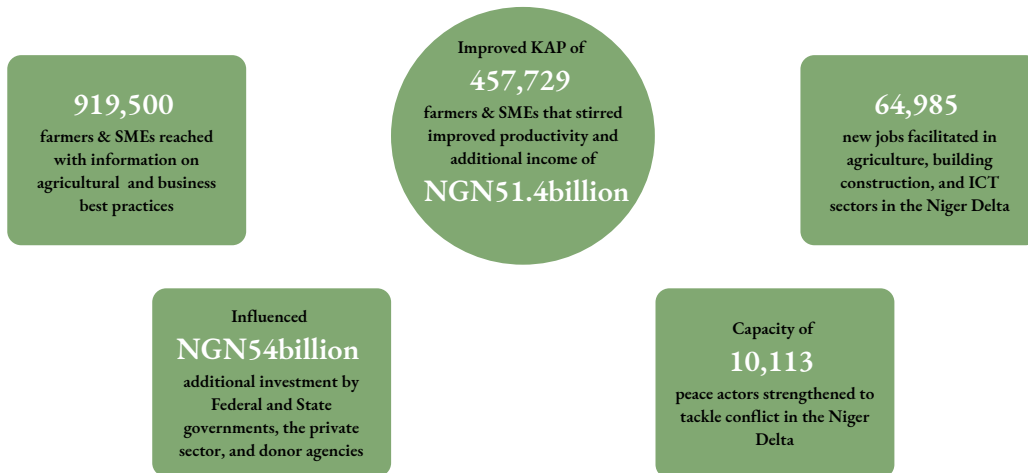 919,500
farmers & SMEs reached
with information on
agricultural and business
best practices
Improved KAP of
457,729
farmers & SMEs that stirred
improved productivity and
additional income of
NGN51.4billion
64,985
new jobs facilitated in
agriculture, building
construction, and ICT
sectors in the Niger Delta
Influenced
NGN54billion
additional investment by
Federal and State
governments, the private
sector, and donor agencies
Capacity of
10,113
peace actors strengthened to
tackle conflict in the Niger
Delta